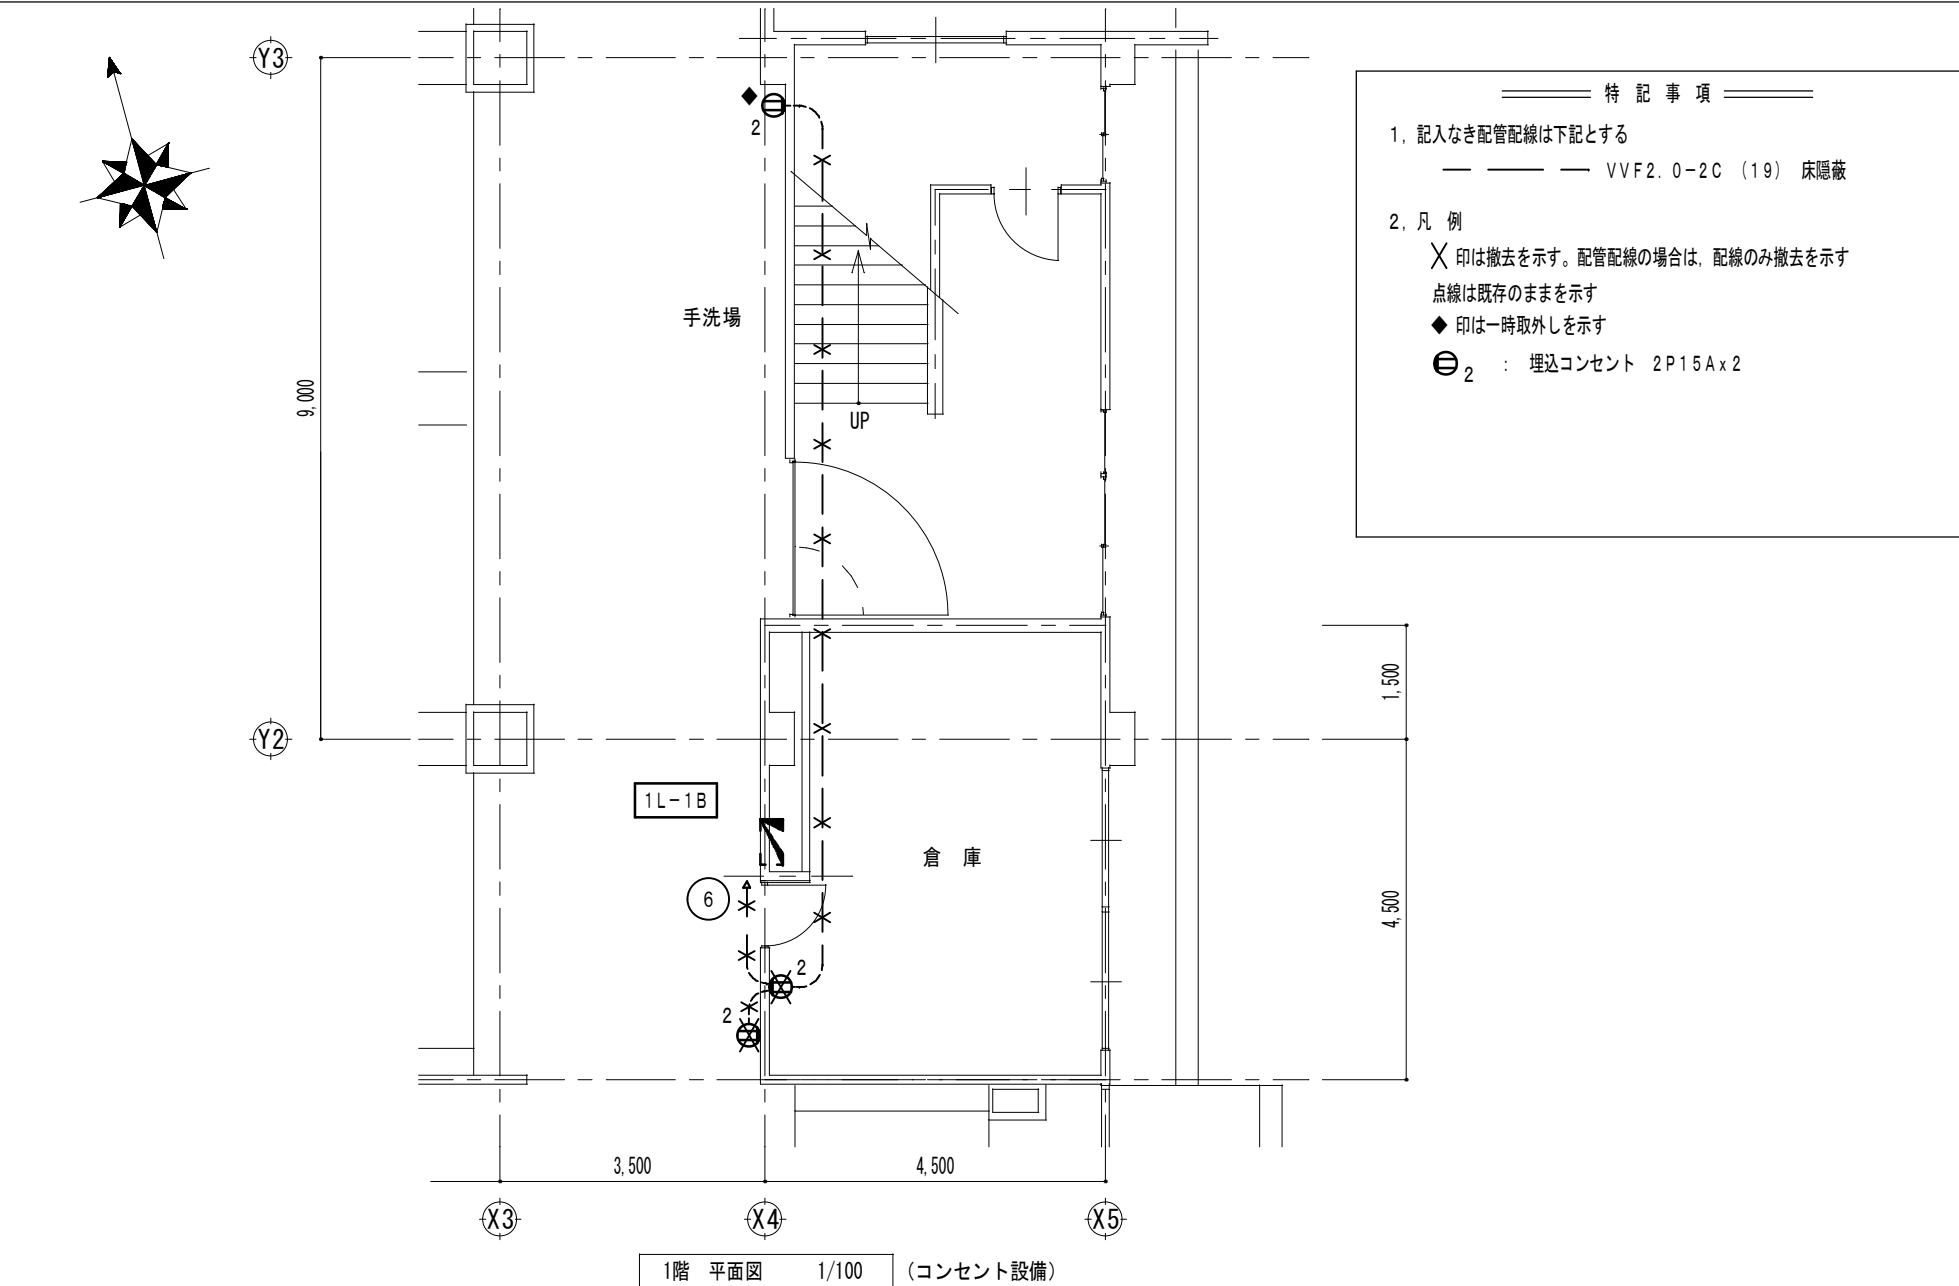 Y3
特 記 事 項
1, 記入なき配管配線は下記とする
VVF2.0-2C (19) 床隠蔽
2, 凡 例
X 印は撤去を示す。配管配線の場合は, 配線のみ撤去を示す
点線は既存のままを示す
◆ 印は一時取外しを示す
2 : 埋込コンセント 2P15Ax2
2
手洗場
9,000
UP
1,500
Y2
1L-1B
倉 庫
6
4,500
2
2
3,500
4,500
X3
X4
X5
1階 平面図 1/100 (コンセント設備)